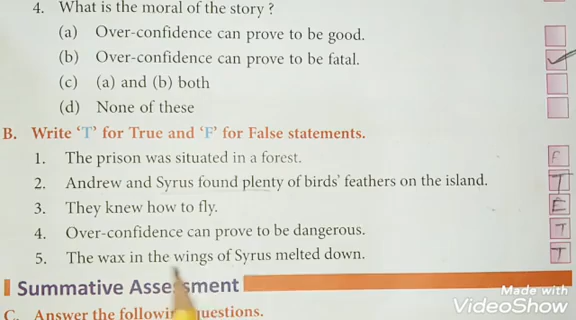 4. What is the moral of the story ?
(a) Over-confidence can prove to be good.
(b) Over-confidence can prove to be fatal.
(c) (a) and (b) both
(d) None of these
B. Write ‘T’ for True and ‘F’ for False statements.
1. The prison was situated in a forest. F
2. Andrew and Syrus found plenty of birds’ feathers on the island. T
3. They knew how to fly. F
4. Over-confidence can prove to be dangerous. T
5. The wax in the wings of Syrus melted down. T
Summative Assessment
C. Answer the following questions.
Made with
VideoShow